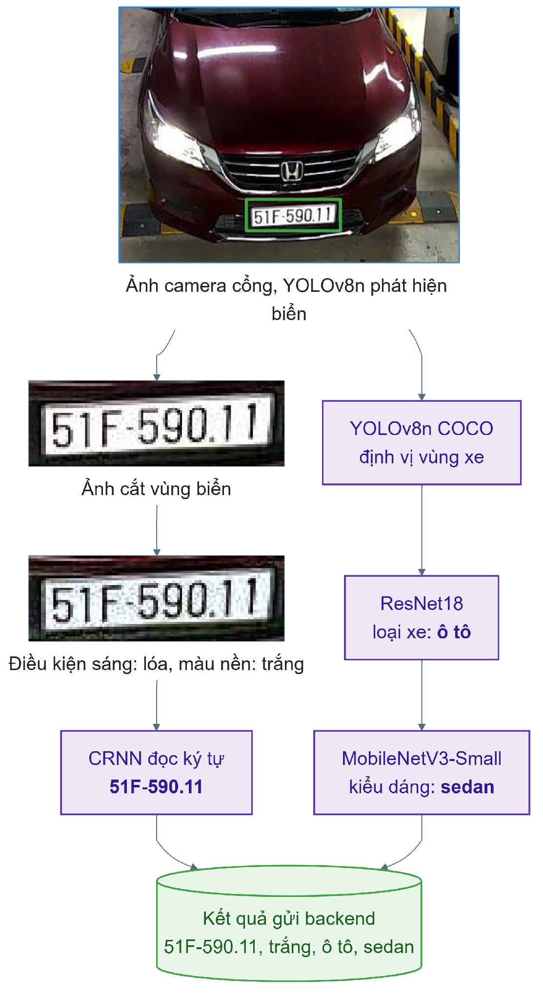 51F-590.11
Ảnh camera cổng, YOLOv8n phát hiện
biển
51F-590.11
Ảnh cắt vùng biển
51F-590.11
Điều kiện sáng: lóa, màu nền: trắng
CRNN đọc ký tự
51F-590.11
YOLOv8n COCO
định vị vùng xe
ResNet18
loại xe: ô tô
MobileNetV3-Small
kiểu dáng: sedan
Kết quả gửi backend
51F-590.11, trắng, ô tô, sedan